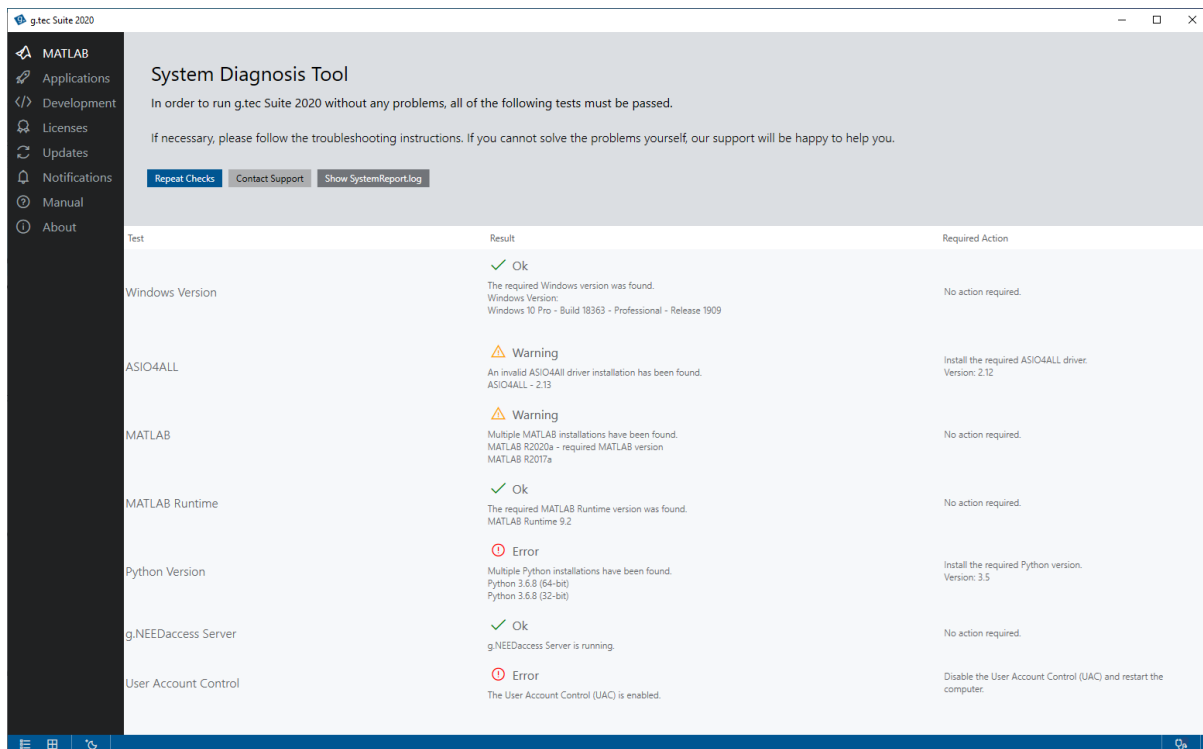 g.tec Suite 2020
MATLAB
Applications
Development
Licenses
Updates
Notifications
Manual
About
System Diagnosis Tool
In order to run g.tec Suite 2020 without any problems, all of the following tests must be passed.
If necessary, please follow the troubleshooting instructions. If you cannot solve the problems yourself, our support will be happy to help you.
Repeat Checks Contact Support Show SystemReport.log
Test Result Required Action
Windows Version
Ok
The required Windows version was found.
Windows Version:
Windows 10 Pro - Build 18363 - Professional - Release 1909
No action required.
ASIO4ALL
Warning
An invalid ASIO4All driver installation has been found.
ASIO4ALL - 2.13
Install the required ASIO4ALL driver.
Version: 2.12
MATLAB
Warning
Multiple MATLAB installations have been found.
MATLAB R2020a - required MATLAB version
MATLAB R2017a
No action required.
MATLAB Runtime
Ok
The required MATLAB Runtime version was found.
MATLAB Runtime 9.2
No action required.
Python Version
Error
Multiple Python installations have been found.
Python 3.6.8 (64-bit)
Python 3.6.8 (32-bit)
Install the required Python version.
Version: 3.5
g.NEEDaccess Server
Ok
g.NEEDaccess Server is running.
No action required.
User Account Control
Error
The User Account Control (UAC) is enabled.
Disable the User Account Control (UAC) and restart the
computer.